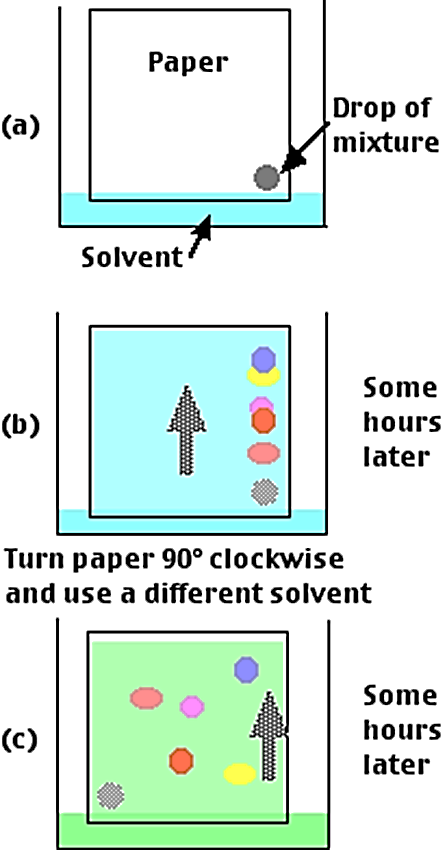 Paper
(a)
Drop of
mixture
Solvent
(b)
Some
hours
later
Turn paper 90° clockwise
and use a different solvent
(c)
Some
hours
later